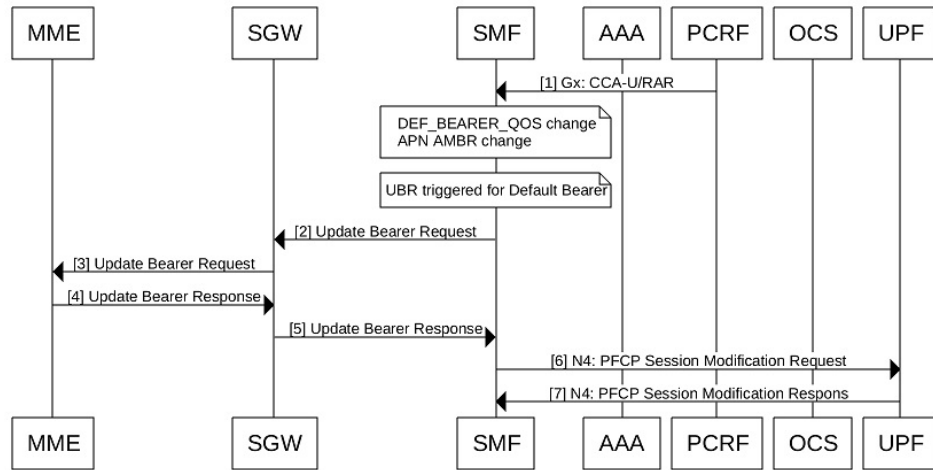 MME SGW SMF AAA PCRF OCS UPF
[1] Gx: CCA-U/RAR
DEF_BEARER_QOS change
APN AMBR change
UBR triggered for Default Bearer
[2] Update Bearer Request
[3] Update Bearer Request
[4] Update Bearer Response
[5] Update Bearer Response
[6] N4: PFCP Session Modification Request
[7] N4: PFCP Session Modification Respons
MME SGW SMF AAA PCRF OCS UPF